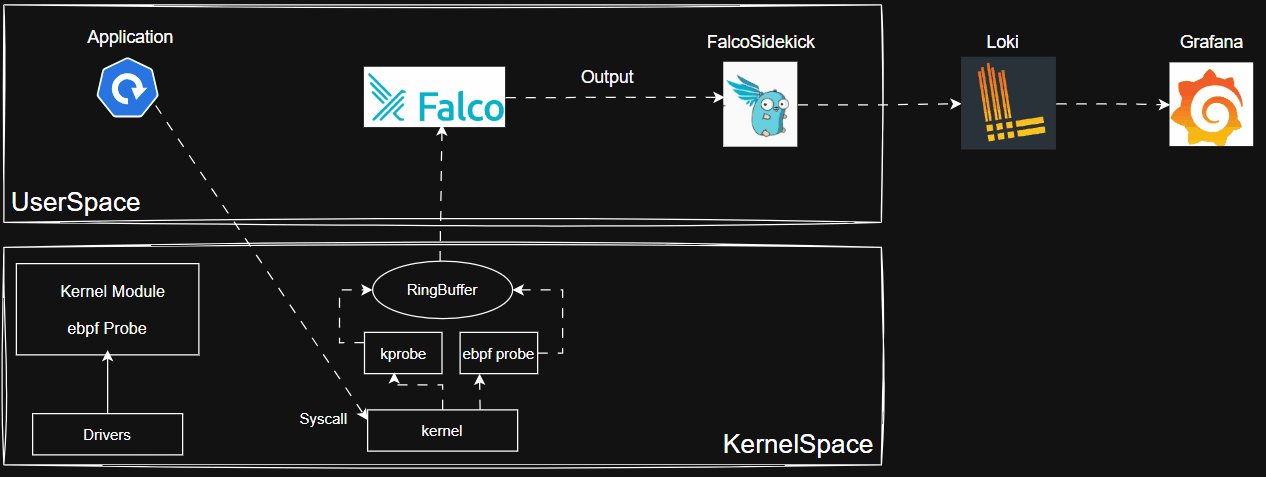 Application
FalcoSidekick
Loki
Grafana
Output
Falco
UserSpace
Kernel Module
ebpf Probe
RingBuffer
kprobe
ebpf probe
Syscall
kernel
Drivers
KernelSpace